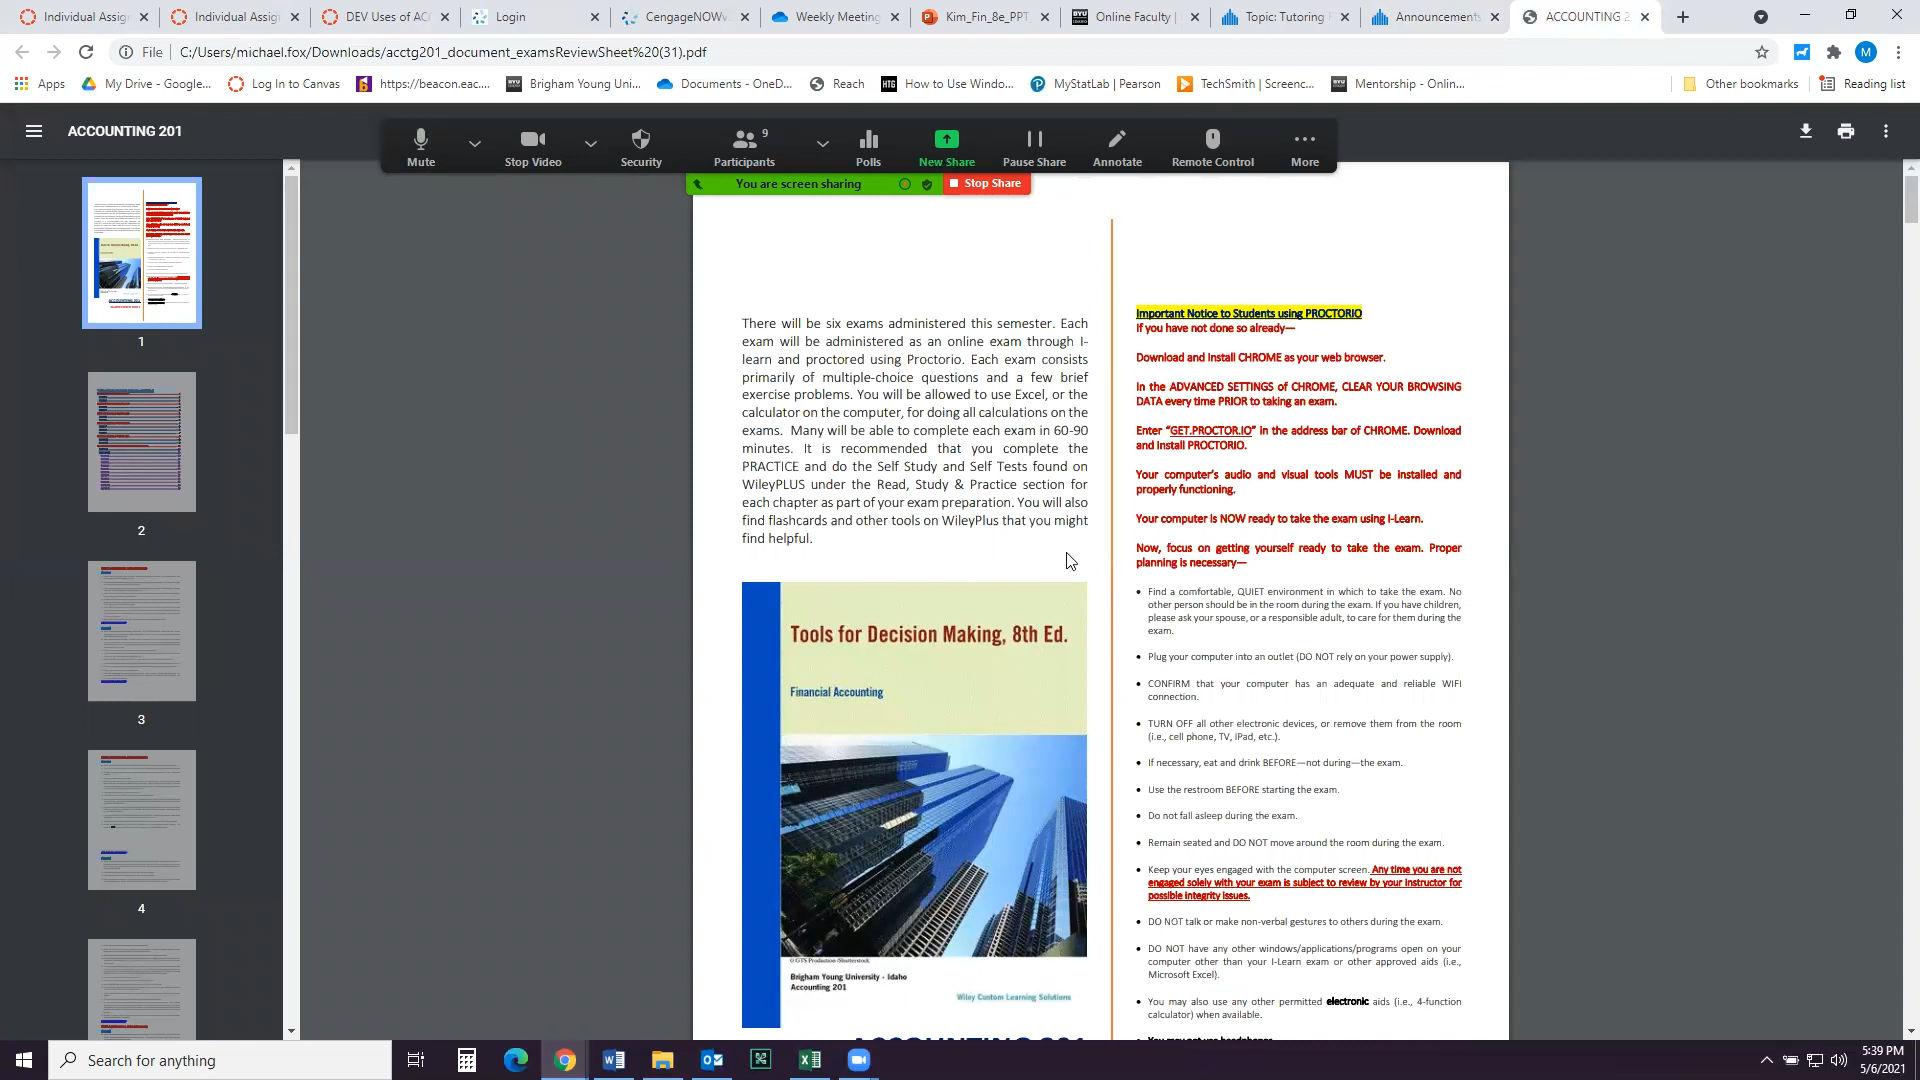 Individual Assig
Individual Assig
DEV Uses of AC
Login
CengageNOWv
Weekly Meeting
Kim_Fin_8e_PPT
Online Faculty |
Topic: Tutoring
Announcements
ACCOUNTING 2
File | C:/Users/michael.fox/Downloads/acctg201_document_examsReviewSheet%20(31).pdf
M
Apps
My Drive - Google...
Log In to Canvas
https://beacon.eac....
Brigham Young Uni...
Documents - OneD...
Reach
HTG
How to Use Windo...
MyStatLab | Pearson
TechSmith | Screenc...
Mentorship - Onlin...
Other bookmarks
Reading list
ACCOUNTING 201
Mute
Stop Video
Security
9
Participants
Polls
New Share
Pause Share
Annotate
Remote Control
More
You are screen sharing
Stop Share
1
2
3
4
There will be six exams administered this semester. Each
exam will be administered as an online exam through I-
learn and proctored using Proctorio. Each exam consists
primarily of multiple-choice questions and a few brief
exercise problems. You will be allowed to use Excel, or the
calculator on the computer, for doing all calculations on the
exams. Many will be able to complete each exam in 60-90
minutes. It is recommended that you complete the
PRACTICE and do the Self Study and Self Tests found on
WileyPLUS under the Read, Study & Practice section for
each chapter as part of your exam preparation. You will also
find flashcards and other tools on WileyPlus that you might
find helpful.
Tools for Decision Making, 8th Ed.
Financial Accounting
© GTS Production/Shutterstock
Brigham Young University - Idaho
Accounting 201
Wiley Custom Learning Solutions
ACCOUNTING 201
Important Notice to Students using PROCTORIO
If you have not done so already—
Download and install CHROME as your web browser.
In the ADVANCED SETTINGS of CHROME, CLEAR YOUR BROWSING
DATA every time PRIOR to taking an exam.
Enter “GET.PROCTOR.IO” in the address bar of CHROME. Download
and install PROCTORIO.
Your computer’s audio and visual tools MUST be installed and
properly functioning.
Your computer is NOW ready to take the exam using I-Learn.
Now, focus on getting yourself ready to take the exam. Proper
planning is necessary—
• Find a comfortable, QUIET environment in which to take the exam. No
other person should be in the room during the exam. If you have children,
please ask your spouse, or a responsible adult, to care for them during the
exam.
• Plug your computer into an outlet (DO NOT rely on your power supply).
• CONFIRM that your computer has an adequate and reliable WIFI
connection.
• TURN OFF all other electronic devices, or remove them from the room
(i.e., cell phone, TV, iPad, etc.).
• If necessary, eat and drink BEFORE—not during—the exam.
• Use the restroom BEFORE starting the exam.
• Do not fall asleep during the exam.
• Remain seated and DO NOT move around the room during the exam.
• Keep your eyes engaged with the computer screen. Any time you are not
engaged solely with your exam is subject to review by your instructor for
possible integrity issues.
• DO NOT talk or make non-verbal gestures to others during the exam.
• DO NOT have any other windows/applications/programs open on your
computer other than your I-Learn exam or other approved aids (i.e.,
Microsoft Excel).
• You may also use any other permitted electronic aids (i.e., 4-function
calculator) when available.
• You may not use headphones
Search for anything
5:39 PM
5/6/2021